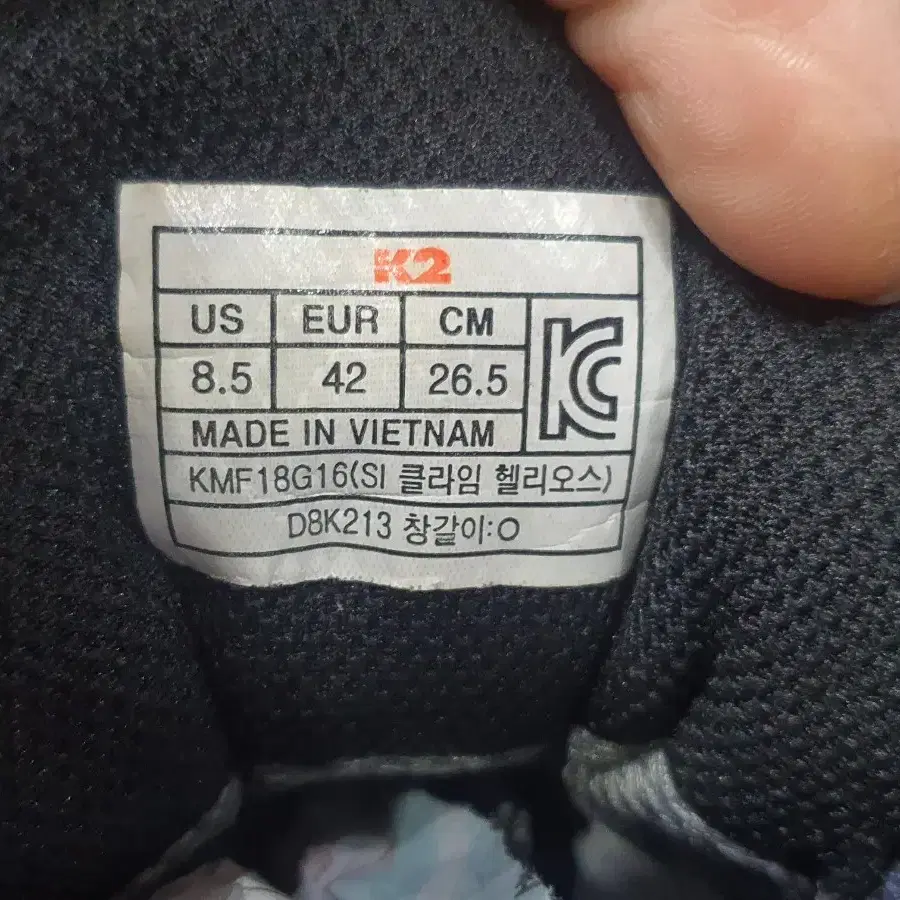 K2
US EUR CM
8.5 42 26.5
KC
MADE IN VIETNAM
KMF18G16(SI 클라임 헬리오스)
D8K213 창갈이:O